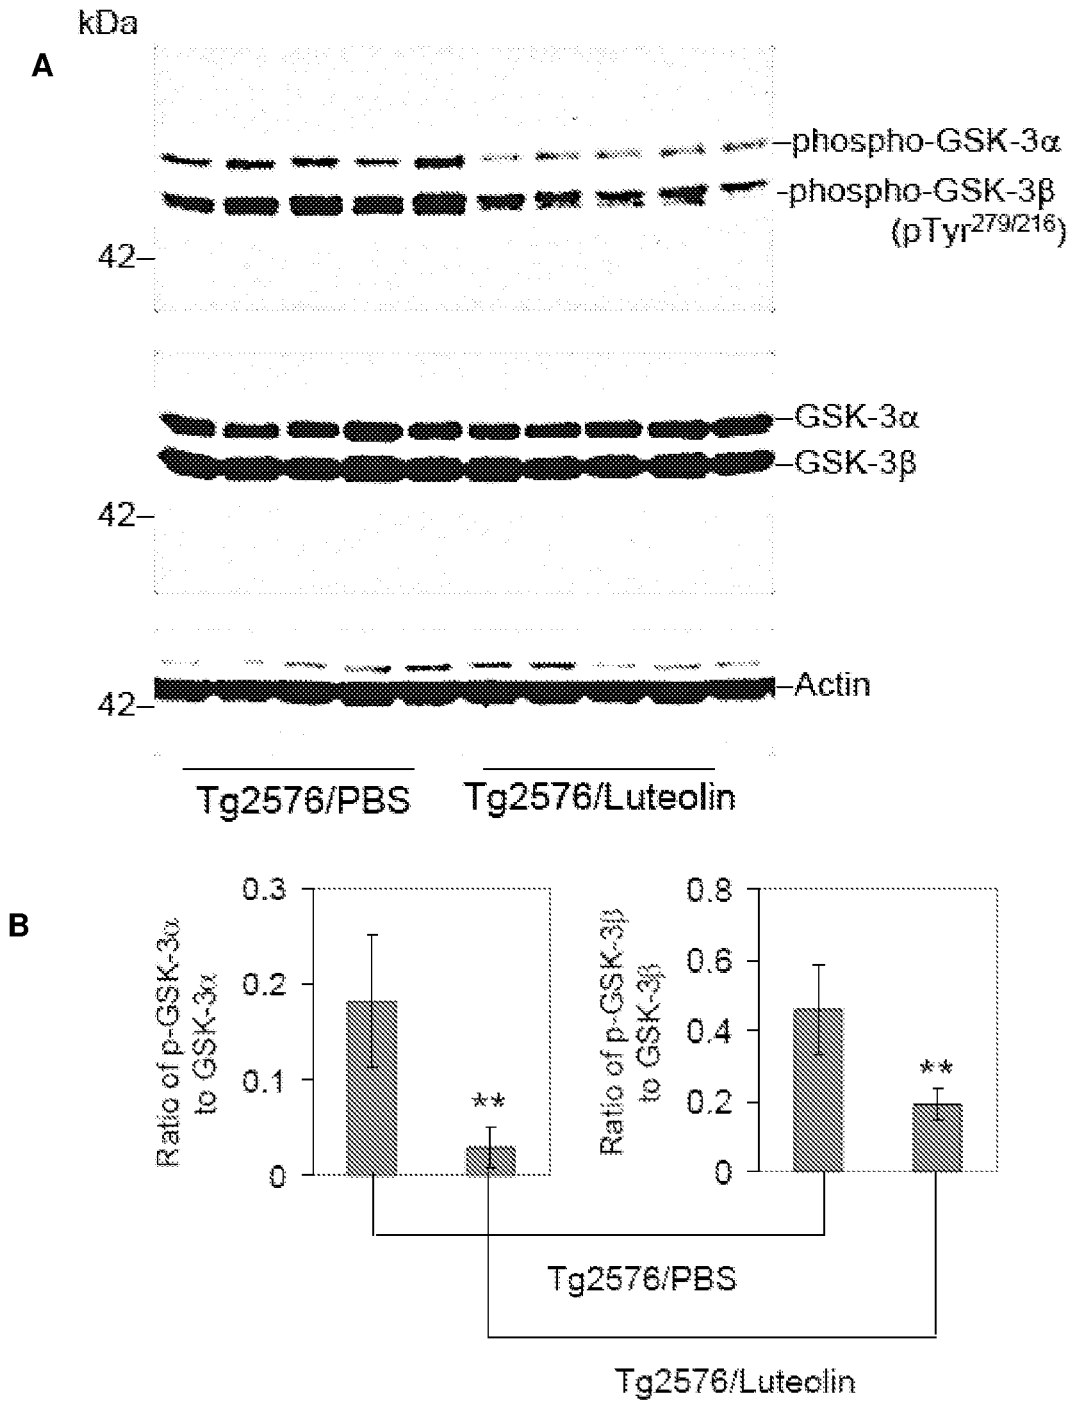 kDa
A
–phospho-GSK-3α
–phospho-GSK-3β
(pTyr279/216)
42–
–GSK-3α
–GSK-3β
42–
–Actin
42–
Tg2576/PBS Tg2576/Luteolin
B
Ratio of p-GSK-3α
to GSK-3α
0.3
0.2
0.1
0
**
Ratio of p-GSK-3β
to GSK-3β
0.8
0.6
0.4
0.2
0
**
Tg2576/PBS
Tg2576/Luteolin